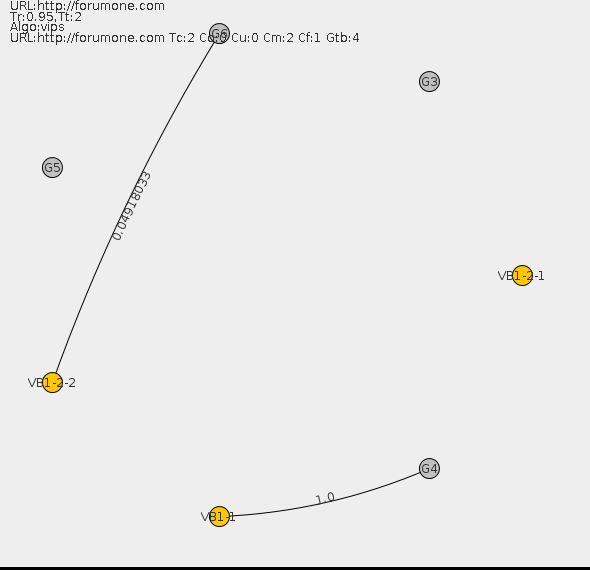 URL:http://forumone.com
Tr:0.95,Tt:2
Algo:vips
URL:http://forumone.com Tc:2 Co:0 Cu:0 Cm:2 Cf:1 Gtb:4
G6
G3
G5
0.04918033
VB1-2-1
VB1-2-2
G4
1.0
VB1-1